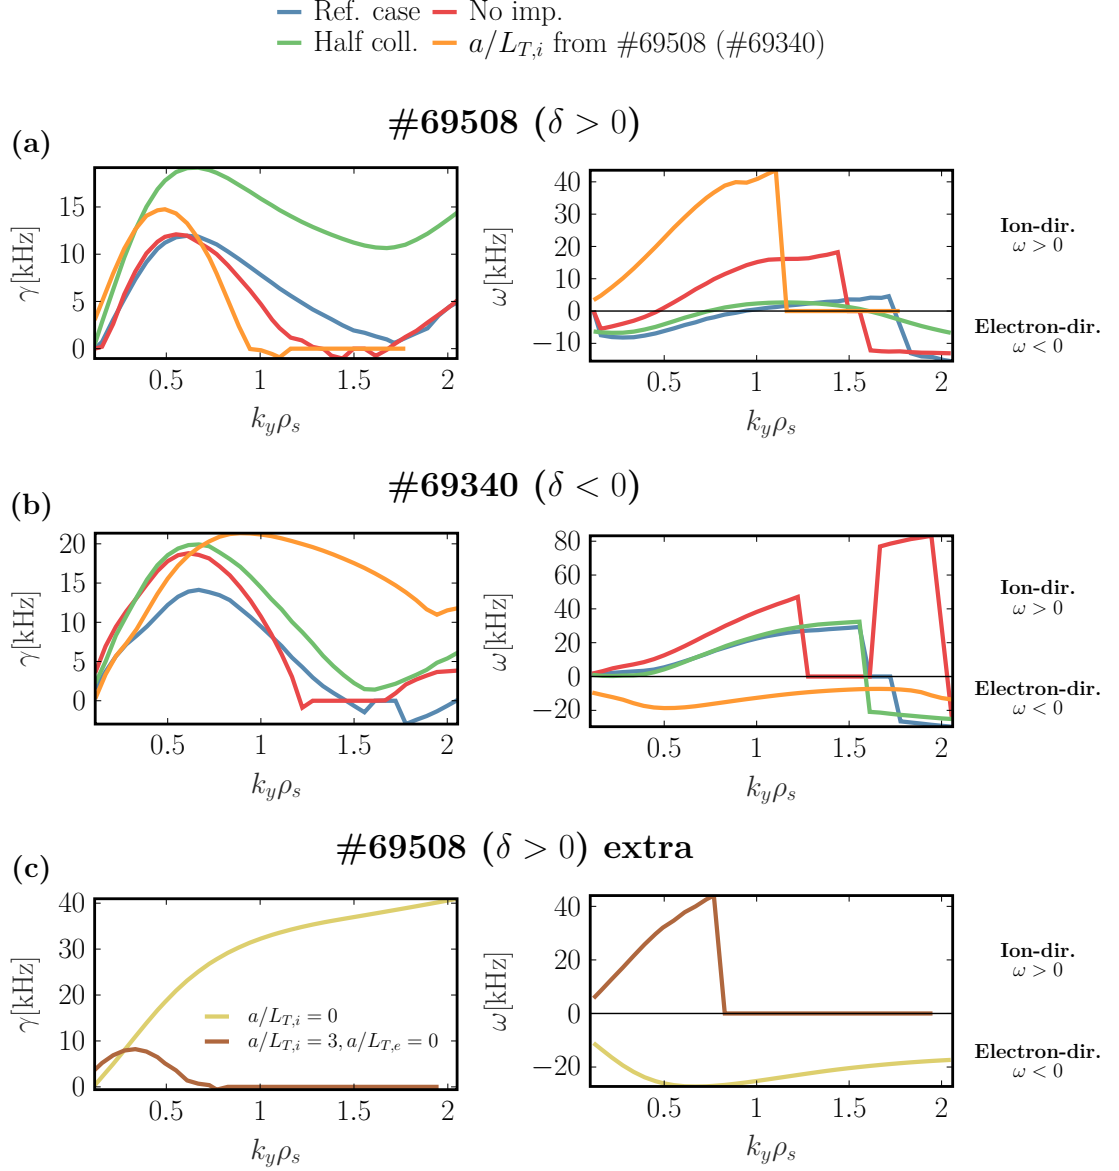 Ref. case No imp.
Half coll. a/L_{T,i} from #69508 (#69340)
(a) #69508 (δ > 0)
γ[kHz]
15
10
5
0
0.5 1 1.5 2
k_yρ_s
ω[kHz]
40
30
20
10
0
−10
0.5 1 1.5 2
k_yρ_s
Ion-dir.
ω > 0
Electron-dir.
ω < 0
(b) #69340 (δ < 0)
γ[kHz]
20
15
10
5
0
0.5 1 1.5 2
k_yρ_s
ω[kHz]
80
60
40
20
0
−20
0.5 1 1.5 2
k_yρ_s
Ion-dir.
ω > 0
Electron-dir.
ω < 0
(c) #69508 (δ > 0) extra
γ[kHz]
40
30
20
10
0
a/L_{T,i} = 0
a/L_{T,i} = 3, a/L_{T,e} = 0
0.5 1 1.5 2
k_yρ_s
ω[kHz]
40
20
0
−20
0.5 1 1.5 2
k_yρ_s
Ion-dir.
ω > 0
Electron-dir.
ω < 0